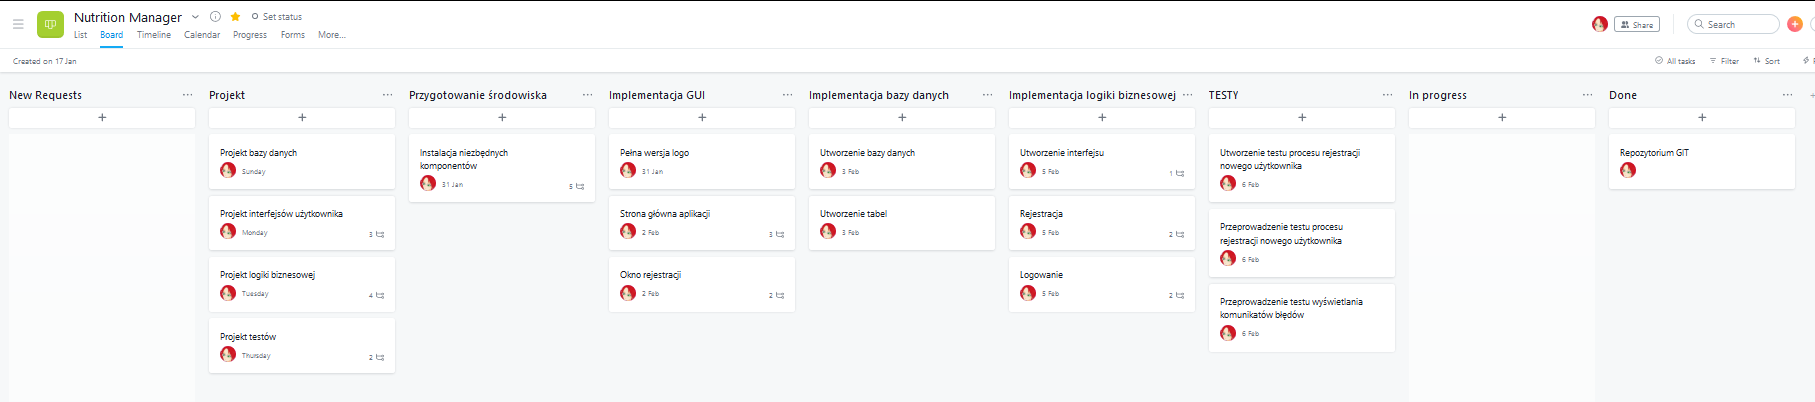 Nutrition Manager
Set status
List Board Timeline Calendar Progress Forms More...
Share
Search
Created on 17 Jan
All tasks Filter Sort
New Requests
Projekt
Projekt bazy danych
Sunday
Projekt interfejsów użytkownika
Monday
3
Projekt logiki biznesowej
Tuesday
4
Projekt testów
Thursday
2
Przygotowanie środowiska
Instalacja niezbędnych
komponentów
31 Jan
5
Implementacja GUI
Pełna wersja logo
31 Jan
Strona główna aplikacji
2 Feb
3
Okno rejestracji
2 Feb
2
Implementacja bazy danych
Utworzenie bazy danych
3 Feb
Utworzenie tabel
3 Feb
Implementacja logiki biznesowej
Utworzenie interfejsu
5 Feb
1
Rejestracja
5 Feb
2
Logowanie
5 Feb
2
TESTY
Utworzenie testu procesu rejestracji
nowego użytkownika
6 Feb
Przeprowadzenie testu procesu
rejestracji nowego użytkownika
6 Feb
Przeprowadzenie testu wyświetlania
komunikatów błędów
6 Feb
In progress
Done
Repozytorium GIT